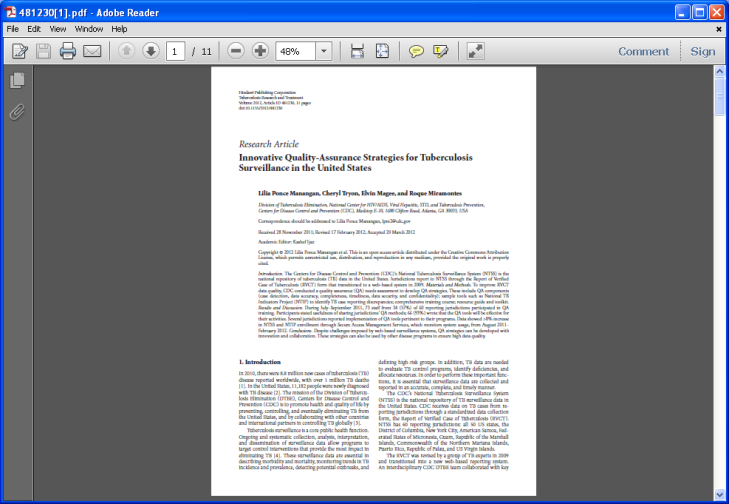 481230[1].pdf - Adobe Reader
File Edit View Window Help
1 / 11 48% Comment Sign
Hindawi Publishing Corporation
Tuberculosis Research and Treatment
Volume 2012, Article ID 481230, 11 pages
doi:10.1155/2012/481230
Research Article
Innovative Quality-Assurance Strategies for Tuberculosis
Surveillance in the United States
Lilia Ponce Manangan, Cheryl Tryon, Elvin Magee, and Roque Miramontes
Division of Tuberculosis Elimination, National Center for HIV/AIDS, Viral Hepatitis, STD, and Tuberculosis Prevention,
Centers for Disease Control and Prevention (CDC), Mailstop E-10, 1600 Clifton Road, Atlanta, GA 30333, USA
Correspondence should be addressed to Lilia Ponce Manangan, lpm3@cdc.gov
Received 28 November 2011; Revised 17 February 2012; Accepted 20 March 2012
Academic Editor: Kashef Ijaz
Copyright © 2012 Lilia Ponce Manangan et al. This is an open access article distributed under the Creative Commons Attribution
License, which permits unrestricted use, distribution, and reproduction in any medium, provided the original work is properly
cited.
Introduction. The Centers for Disease Control and Prevention (CDC)'s National Tuberculosis Surveillance System (NTSS) is the
national repository of tuberculosis (TB) data in the United States. Jurisdictions report to NTSS through the Report of Verified
Case of Tuberculosis (RVCT) form that transitioned to a web-based system in 2009. Materials and Methods. To improve RVCT
data quality, CDC conducted a quality assurance (QA) needs assessment to develop QA strategies. These include QA components
(case detection, data accuracy, completeness, timeliness, data security, and confidentiality); sample tools such as National TB
Indicators Project (NTIP) to identify TB case reporting discrepancies; comprehensive training course; resource guide and toolkit.
Results and Discussion. During July–September 2011, 73 staff from 34 (57%) of 60 reporting jurisdictions participated in QA
training. Participants stated usefulness of sharing jurisdictions' QA methods; 66 (93%) wrote that the QA tools will be effective for
their activities. Several jurisdictions reported implementation of QA tools pertinent to their programs. Data showed >8% increase
in NTSS and NTIP enrollment through Secure Access Management Services, which monitors system usage, from August 2011–
February 2012. Conclusions. Despite challenges imposed by web-based surveillance systems, QA strategies can be developed with
innovation and collaboration. These strategies can also be used by other disease programs to ensure high data quality.
1. Introduction
In 2010, there were 8.8 million new cases of tuberculosis (TB)
disease reported worldwide, with over 1 million TB deaths
[1]. In the United States, 11,182 people were newly diagnosed
with TB disease [2]. The mission of the Division of Tubercu-
losis Elimination (DTBE), Centers for Disease Control and
Prevention (CDC) is to promote health and quality of life by
preventing, controlling, and eventually eliminating TB from
the United States, and by collaborating with other countries
and international partners in controlling TB globally [3].
Tuberculosis surveillance is a core public health function.
Ongoing and systematic collection, analysis, interpretation,
and dissemination of surveillance data allow programs to
target control interventions that provide the most impact in
eliminating TB [4]. These surveillance data are essential in
describing morbidity and mortality, monitoring trends in TB
incidence and prevalence, detecting potential outbreaks, and
defining high risk groups. In addition, TB data are needed
to evaluate TB control programs, identify deficiencies, and
allocate resources. In order to perform these important func-
tions, it is essential that surveillance data are collected and
reported in an accurate, complete, and timely manner.
The CDC's National Tuberculosis Surveillance System
(NTSS) is the national repository of TB surveillance data in
the United States. CDC receives data on TB cases from re-
porting jurisdictions through a standardized data collection
form, the Report of Verified Case of Tuberculosis (RVCT).
NTSS has 60 reporting jurisdictions: all 50 US states, the
District of Columbia, New York City, American Samoa, Fed-
erated States of Micronesia, Guam, Republic of the Marshall
Islands, Commonwealth of the Northern Mariana Islands,
Puerto Rico, Republic of Palau, and US Virgin Islands.
The RVCT was revised by a group of TB experts in 2009
and transitioned into a new web-based reporting system.
An interdisciplinary CDC DTBE team collaborated with key